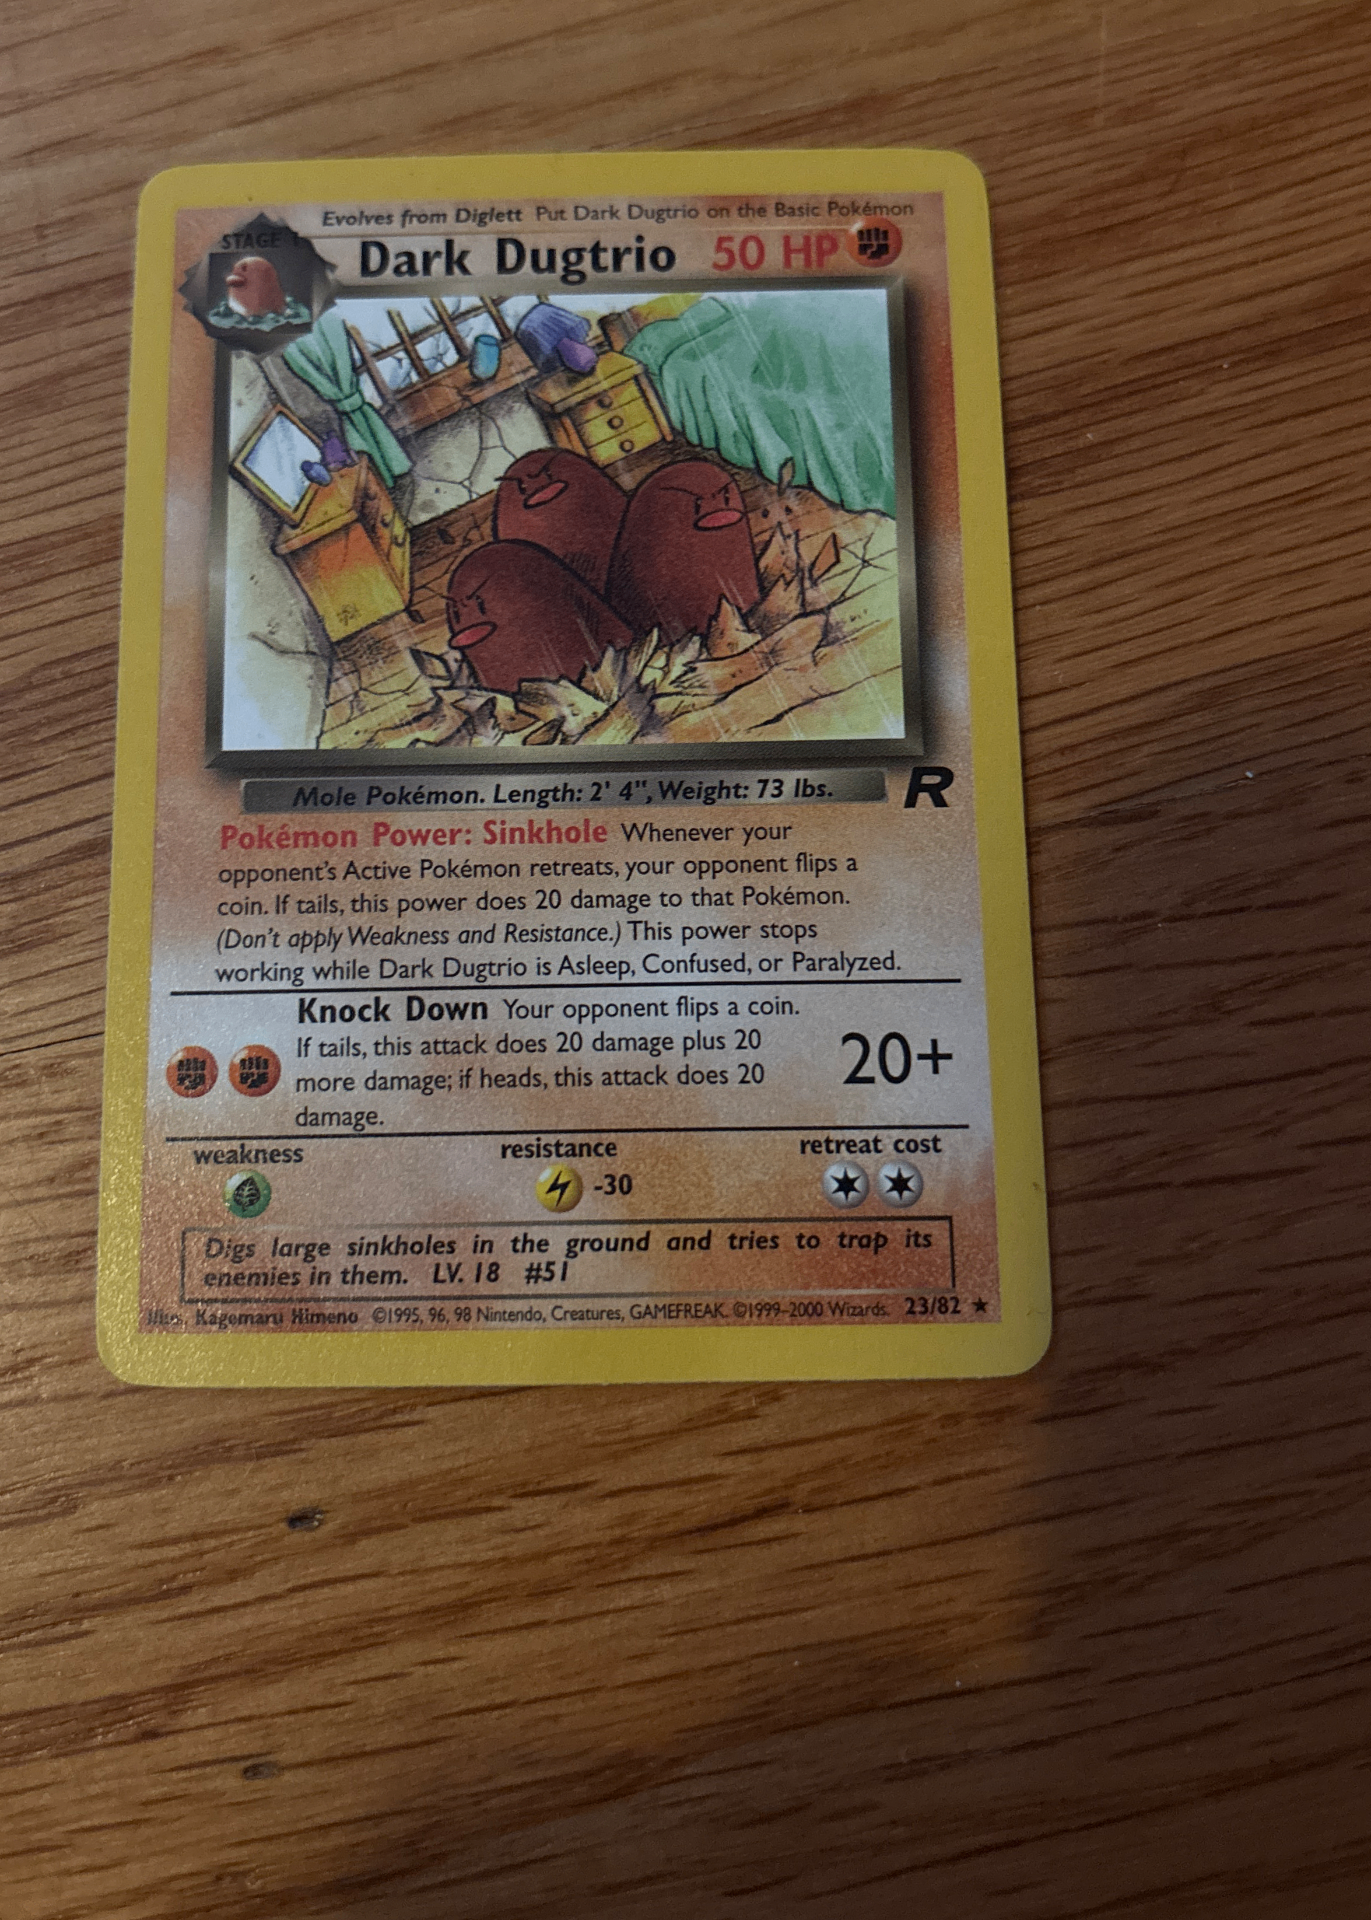 Evolves from Diglett Put Dark Dugtrio on the Basic Pokémon
STAGE 1
Dark Dugtrio 50 HP
Mole Pokémon. Length: 2' 4", Weight: 73 lbs.
R
Pokémon Power: Sinkhole Whenever your
opponent's Active Pokémon retreats, your opponent flips a
coin. If tails, this power does 20 damage to that Pokémon.
(Don't apply Weakness and Resistance.) This power stops
working while Dark Dugtrio is Asleep, Confused, or Paralyzed.
Knock Down Your opponent flips a coin.
If tails, this attack does 20 damage plus 20
more damage; if heads, this attack does 20
damage.
20+
weakness resistance retreat cost
-30
Digs large sinkholes in the ground and tries to trap its
enemies in them. LV. 18 #51
Illus. Kagemaru Himeno ©1995, 96, 98 Nintendo, Creatures, GAMEFREAK. ©1999–2000 Wizards. 23/82 ★